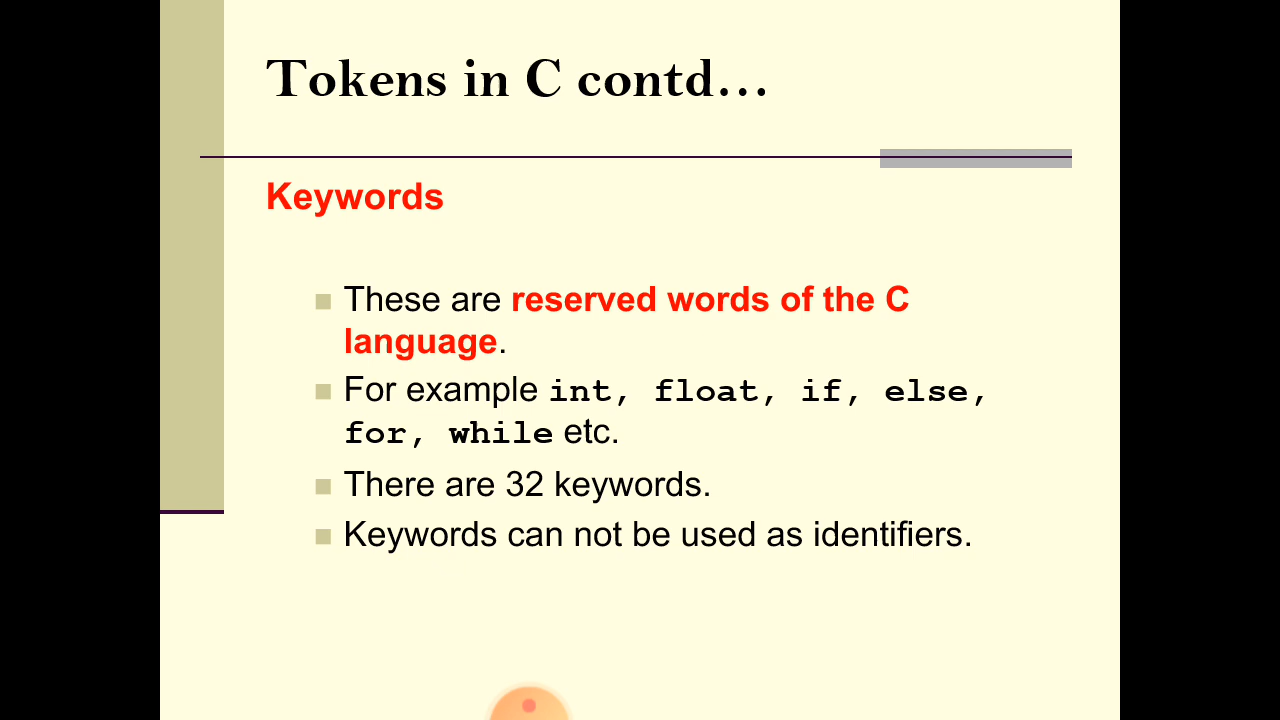 Tokens in C contd…
Keywords
These are reserved words of the C
language.
For example int, float, if, else,
for, while etc.
There are 32 keywords.
Keywords can not be used as identifiers.